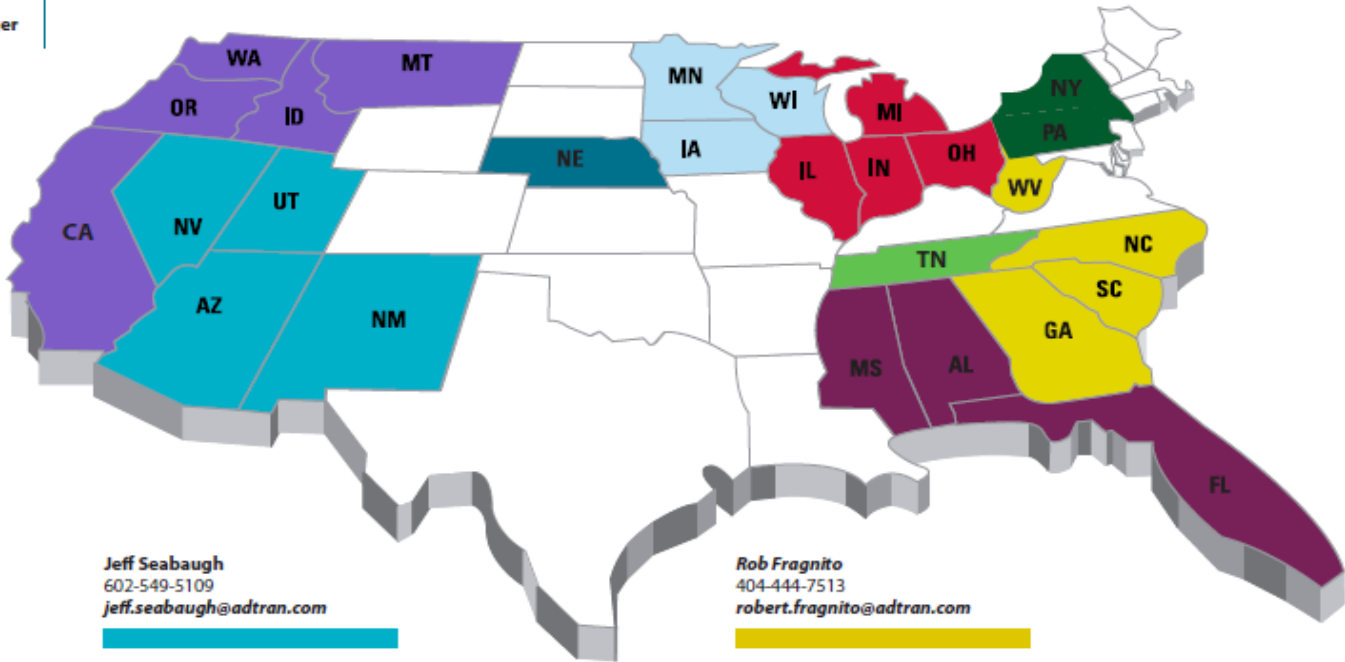 er
WA
MT
MN
OR
ID
WI
MI
NY
PA
IA
NE
IL
IN
OH
WV
UT
NV
CA
TN
NC
AZ
NM
SC
GA
MS
AL
FL
Jeff Seabaugh
602-549-5109
jeff.seabaugh@adtran.com
Rob Fragnito
404-444-7513
robert.fragnito@adtran.com